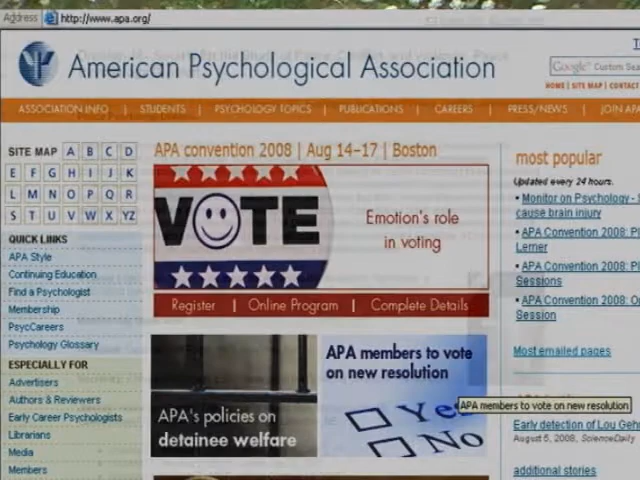 Address http://www.apa.org/
American Psychological Association
Google™ Custom Sea
HOME | SITE MAP | CONTACT
ASSOCIATION INFO | STUDENTS | PSYCHOLOGY TOPICS | PUBLICATIONS | CAREERS | PRESS/NEWS | JOIN APA
SITE MAP A B C D
E F G H I J K
L M N O P Q R
S T U V W X YZ
QUICK LINKS
APA Style
Continuing Education
Find a Psychologist
Membership
PsycCareers
Psychology Glossary
ESPECIALLY FOR
Advertisers
Authors & Reviewers
Early Career Psychologists
Librarians
Media
Members
APA convention 2008 | Aug 14–17 | Boston
VOTE
Emotion's role
in voting
Register | Online Program | Complete Details
APA's policies on
detainee welfare
APA members to vote
on new resolution
Yes
No
APA members to vote on new resolution
most popular
Updated every 24 hours.
• Monitor on Psychology -
cause brain injury
• APA Convention 2008: Pl
Lerner
• APA Convention 2008: Pl
Sessions
• APA Convention 2008: O
Session
Most emailed pages
Early detection of Lou Gehr
August 6, 2008, ScienceDaily
additional stories